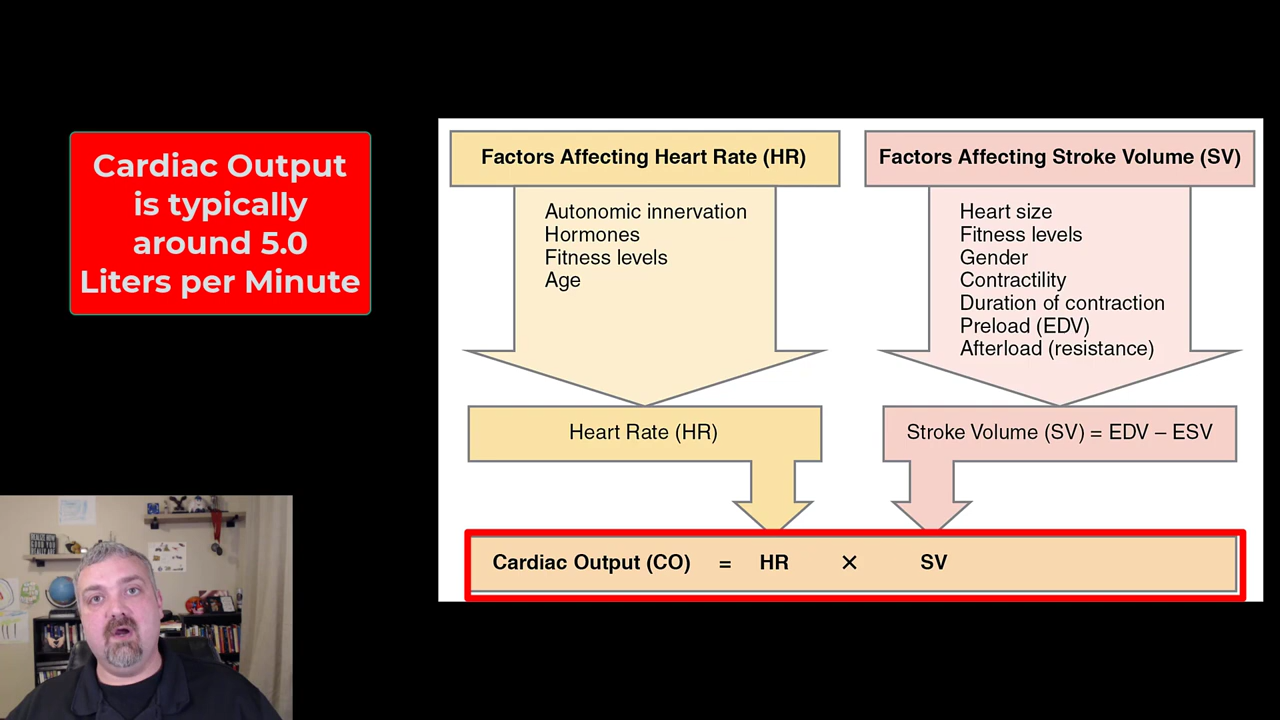 Cardiac Output
is typically
around 5.0
Liters per Minute
Factors Affecting Heart Rate (HR)
Autonomic innervation
Hormones
Fitness levels
Age
Factors Affecting Stroke Volume (SV)
Heart size
Fitness levels
Gender
Contractility
Duration of contraction
Preload (EDV)
Afterload (resistance)
Heart Rate (HR)
Stroke Volume (SV) = EDV – ESV
Cardiac Output (CO) = HR × SV